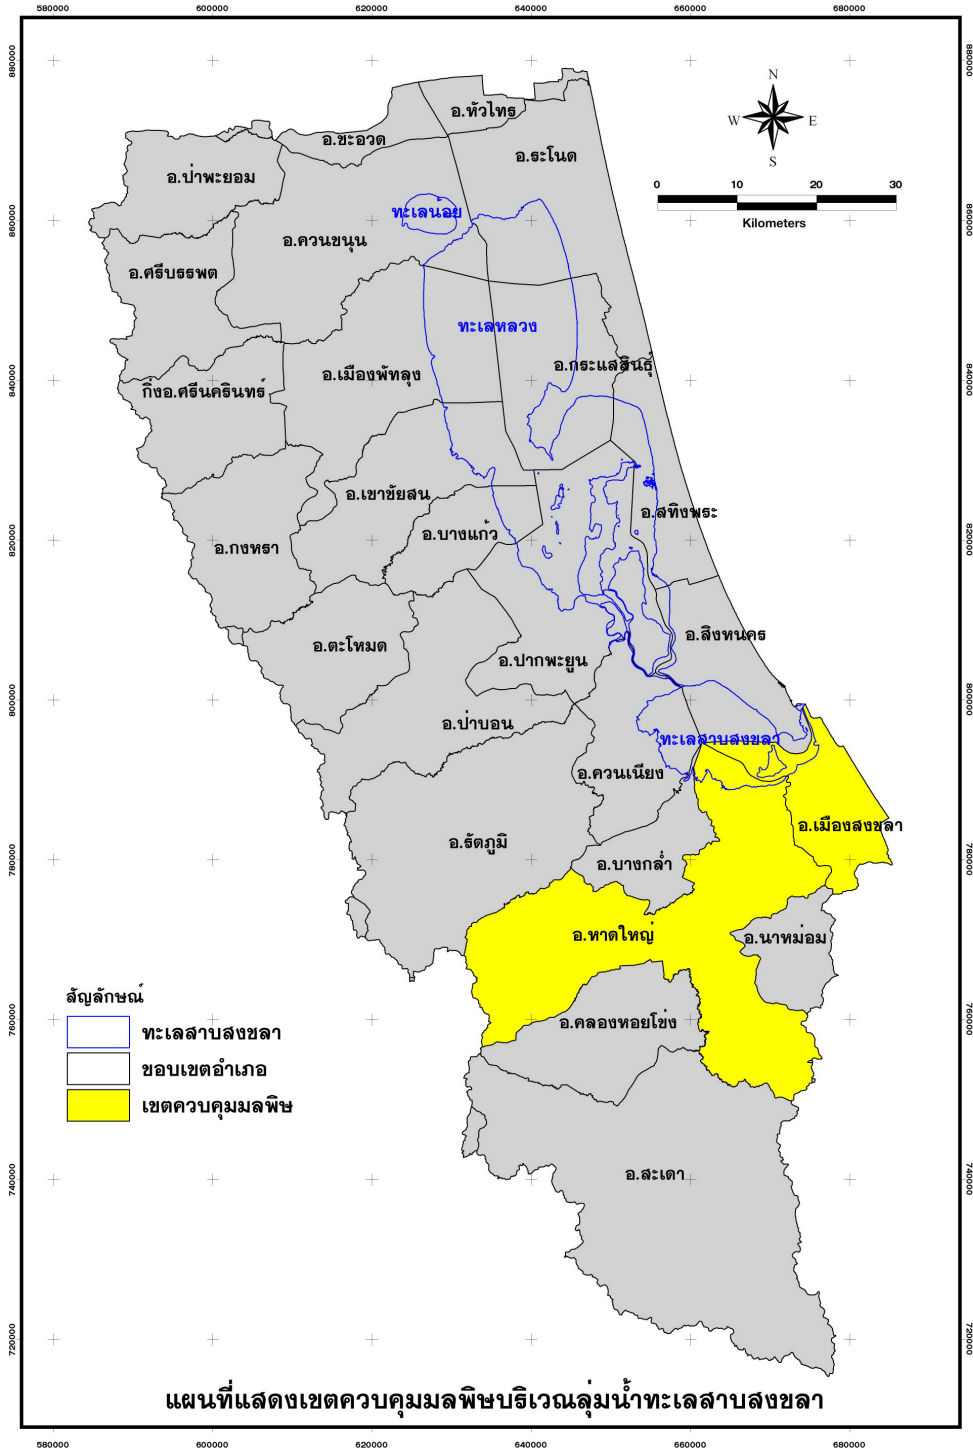 580000 600000 620000 640000 660000 680000
880000 880000
N
W E
S
อ.หัวไทร
อ.ชะอวด
อ.ระโนด
อ.ป่าพะยอม
0 10 20 30
Kilometers
ทะเลน้อย
860000 860000
อ.ควนขนุน
อ.ศรีบรรพต
ทะเลหลวง
อ.กระแสสินธุ์
อ.เมืองพัทลุง
840000 840000
กิ่งอ.ศรีนครินทร์
อ.เขาชัยสน
อ.สทิงพระ
อ.บางแก้ว
820000 820000
อ.กงหรา
อ.สิงหนคร
อ.ตะโหมด
อ.ปากพะยูน
800000 800000
อ.ป่าบอน
ทะเลสาบสงขลา
อ.ควนเนียง
อ.เมืองสงขลา
อ.รัตภูมิ
780000 780000
อ.บางกล่ำ
อ.หาดใหญ่
อ.นาหม่อม
สัญลักษณ์
760000 760000
อ.คลองหอยโข่ง
ทะเลสาบสงขลา
ขอบเขตอำเภอ
เขตควบคุมมลพิษ
740000 740000
อ.สะเดา
720000 720000
แผนที่แสดงเขตควบคุมมลพิษบริเวณลุ่มน้ำทะเลสาบสงขลา
580000 600000 620000 640000 660000 680000